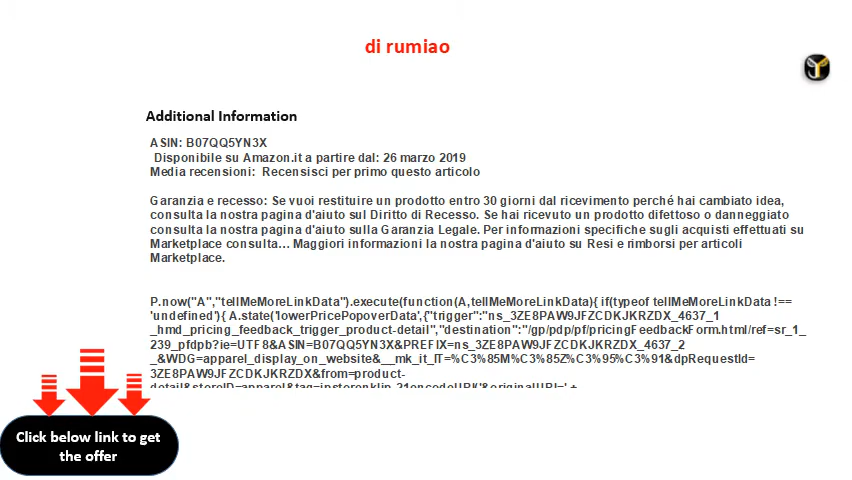 di rumiao
Additional Information
ASIN: B07QQ5YN3X
Disponibile su Amazon.it a partire dal: 26 marzo 2019
Media recensioni: Recensisci per primo questo articolo
Garanzia e recesso: Se vuoi restituire un prodotto entro 30 giorni dal ricevimento perché hai cambiato idea,
consulta la nostra pagina d'aiuto sul Diritto di Recesso. Se hai ricevuto un prodotto difettoso o danneggiato
consulta la nostra pagina d'aiuto sulla Garanzia Legale. Per informazioni specifiche sugli acquisti effettuati su
Marketplace consulta... Maggiori informazioni la nostra pagina d'aiuto su Resi e rimborsi per articoli
Marketplace.
P.now("A","tellMeMoreLinkData").execute(function(A,tellMeMoreLinkData){ if(typeof tellMeMoreLinkData !==
'undefined'){ A.state('lowerPricePopoverData',{"trigger":"ns_3ZE8PAW9JFZCDKJKRZDX_4637_1
_hmd_pricing_feedback_trigger_product-detail","destination":"/gp/pdp/pf/pricingFeedbackForm.html/ref=sr_1_
239_pfdpb?ie=UTF8&ASIN=B07QQ5YN3X&PREFIX=ns_3ZE8PAW9JFZCDKJKRZDX_4637_2
_&WDG=apparel_display_on_website&__mk_it_IT=%C3%85M%C3%85Z%C3%95%C3%91&dpRequestId=
3ZE8PAW9JFZCDKJKRZDX&from=product-
detail&storeID=apparel&tag=instoreonklip-21encodeURI('&originalURI=' +
Click below link to get
the offer